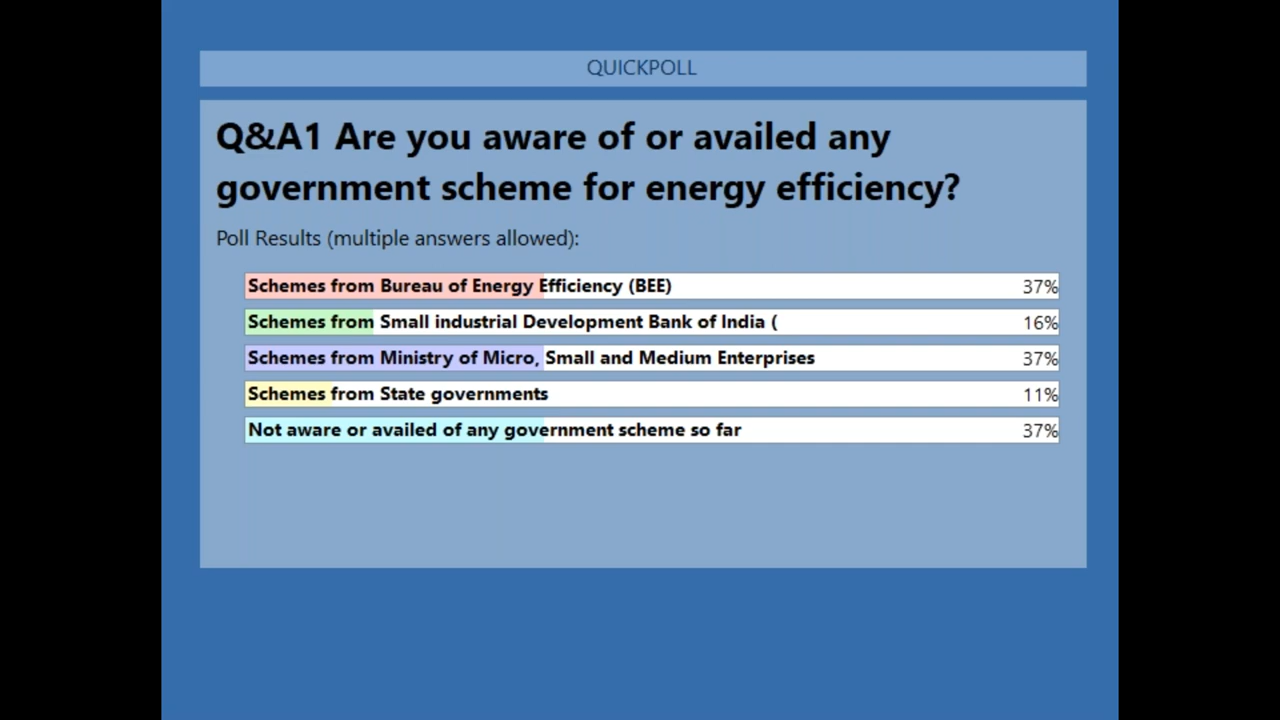 QUICKPOLL
Q&A1 Are you aware of or availed any
government scheme for energy efficiency?
Poll Results (multiple answers allowed):
Schemes from Bureau of Energy Efficiency (BEE) 37%
Schemes from Small industrial Development Bank of India ( 16%
Schemes from Ministry of Micro, Small and Medium Enterprises 37%
Schemes from State governments 11%
Not aware or availed of any government scheme so far 37%